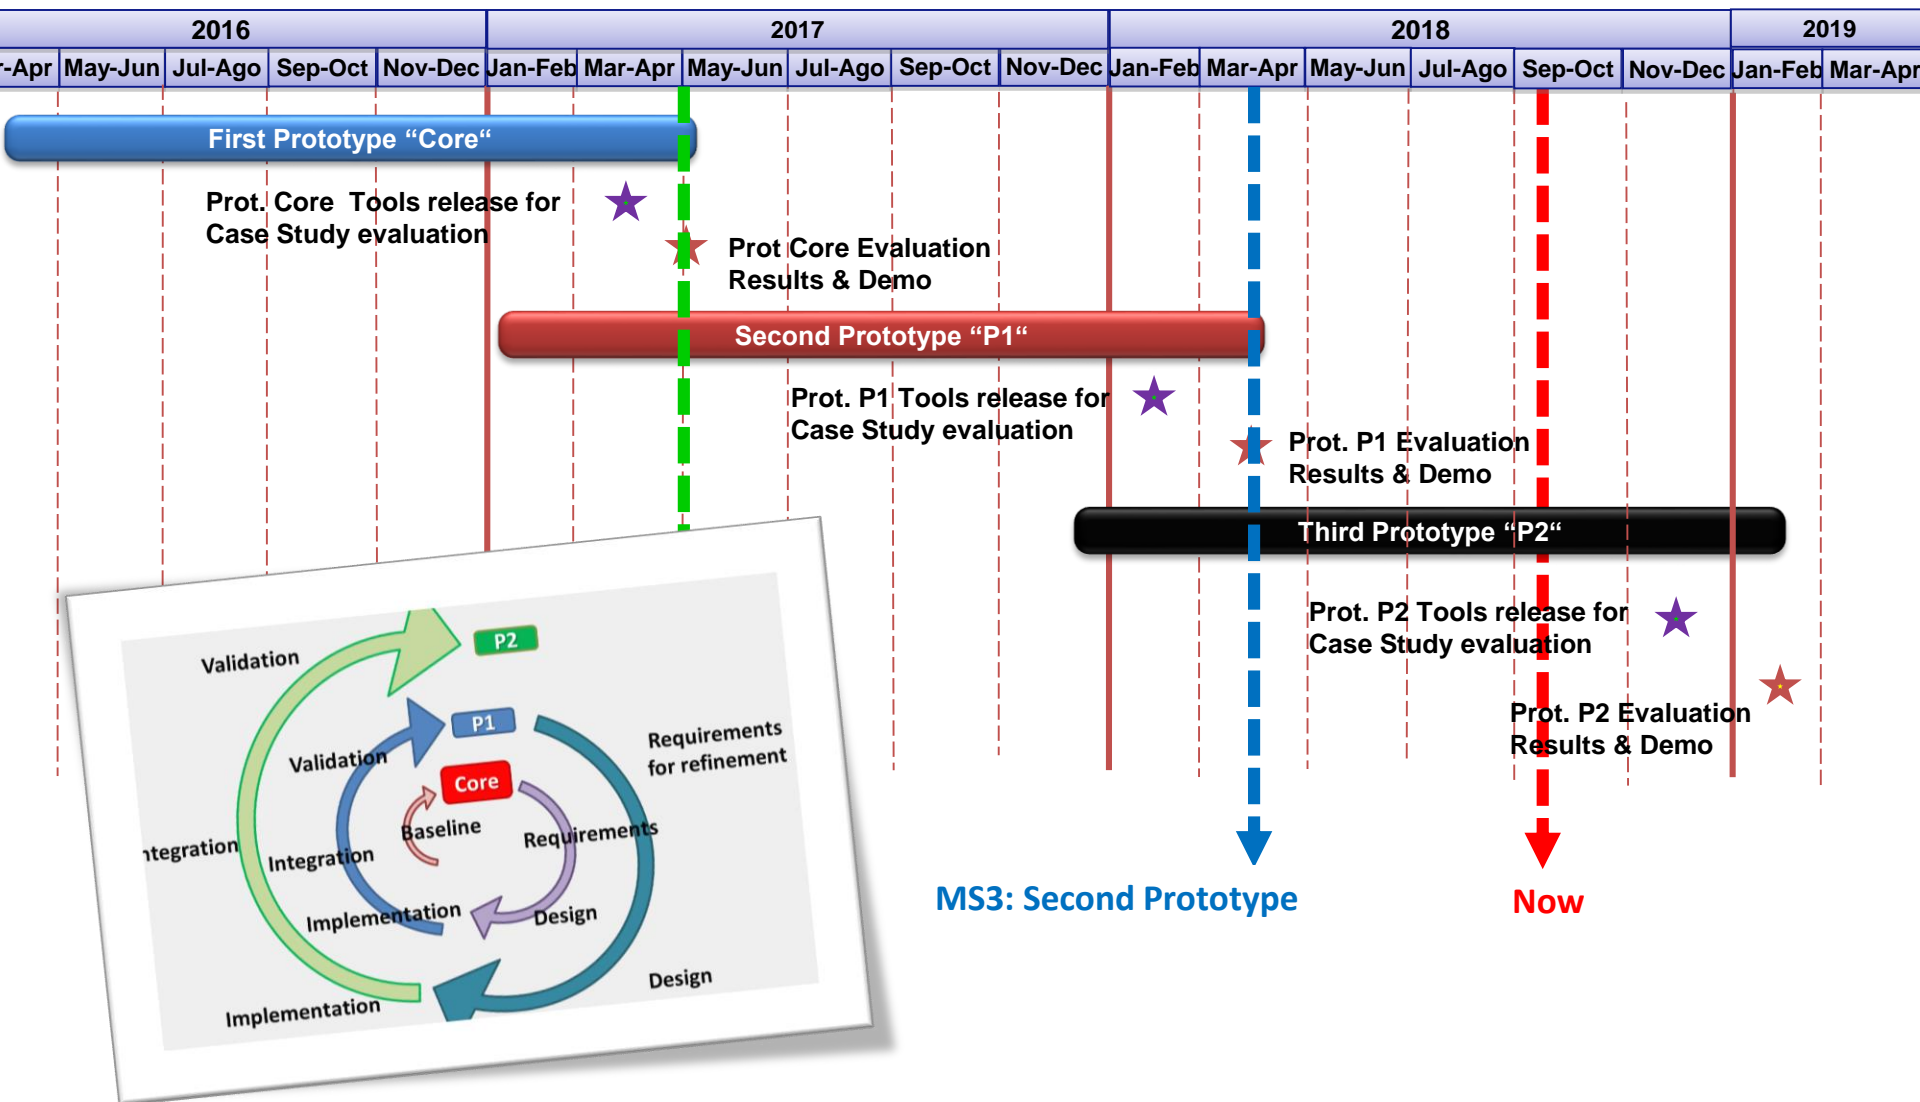 2016 2017 2018 2019
r-Apr May-Jun Jul-Ago Sep-Oct Nov-Dec Jan-Feb Mar-Apr May-Jun Jul-Ago Sep-Oct Nov-Dec Jan-Feb Mar-Apr May-Jun Jul-Ago Sep-Oct Nov-Dec Jan-Feb Mar-Apr
First Prototype “Core“
Prot. Core Tools release for
Case Study evaluation
Prot Core Evaluation
Results & Demo
Second Prototype “P1“
Prot. P1 Tools release for
Case Study evaluation
Prot. P1 Evaluation
Results & Demo
Third Prototype “P2“
Prot. P2 Tools release for
Case Study evaluation
Prot. P2 Evaluation
Results & Demo
MS3: Second Prototype
Now
P2
Validation
P1
Requirements
for refinement
Validation
Core
Baseline
Requirements
ntegration
Integration
Implementation
Design
Design
Implementation